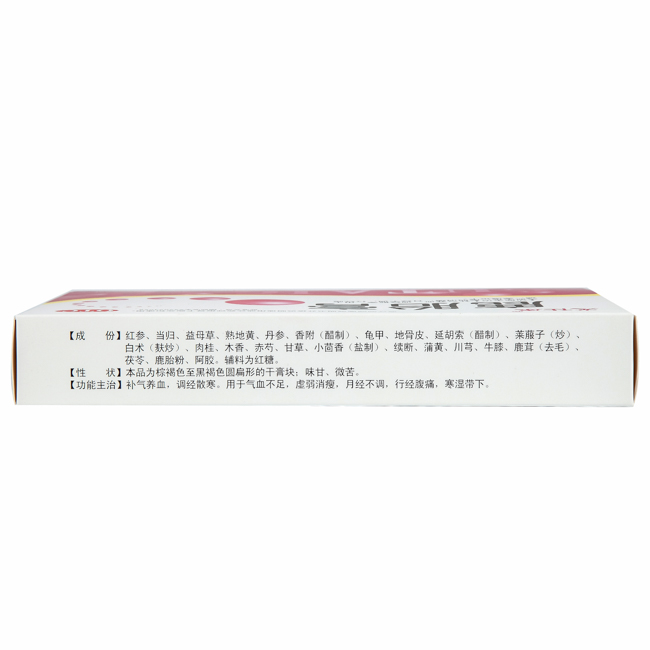 鹿胎膏
【成　份】红参、当归、益母草、熟地黄、丹参、香附（醋制）、龟甲、地骨皮、延胡索（醋制）、莱菔子（炒）、
白术（麸炒）、肉桂、木香、赤芍、甘草、小茴香（盐制）、续断、蒲黄、川芎、牛膝、鹿茸（去毛）、
茯苓、鹿胎粉、阿胶。辅料为红糖。
【性　状】本品为棕褐色至黑褐色圆扁形的干膏块；味甘、微苦。
【功能主治】补气养血，调经散寒。用于气血不足，虚弱消瘦，月经不调，行经腹痛，寒湿带下。